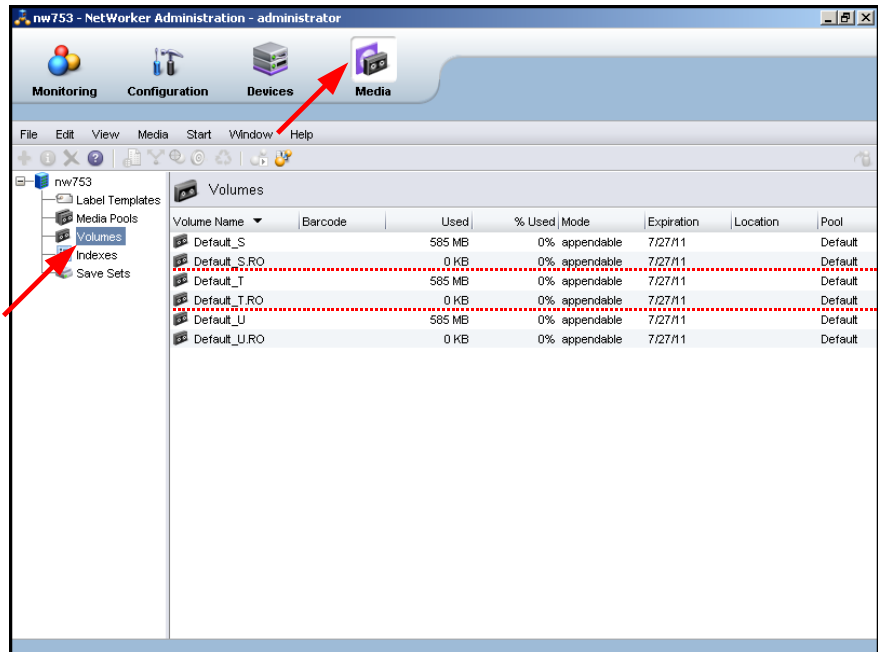 nw753 - NetWorker Administration - administrator
Monitoring Configuration Devices Media
File Edit View Media Start Window Help
nw753
Label Templates
Media Pools
Volumes
Indexes
Save Sets
Volumes
Volume Name Barcode Used % Used Mode Expiration Location Pool
Default_S 585 MB 0% appendable 7/27/11 Default
Default_S.RO 0 KB 0% appendable 7/27/11 Default
Default_T 585 MB 0% appendable 7/27/11 Default
Default_T.RO 0 KB 0% appendable 7/27/11 Default
Default_U 585 MB 0% appendable 7/27/11 Default
Default_U.RO 0 KB 0% appendable 7/27/11 Default